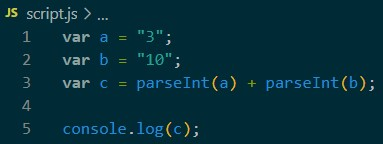 JS script.js > ...
1 var a = "3";
2 var b = "10";
3 var c = parseInt(a) + parseInt(b);
4
5 console.log(c);